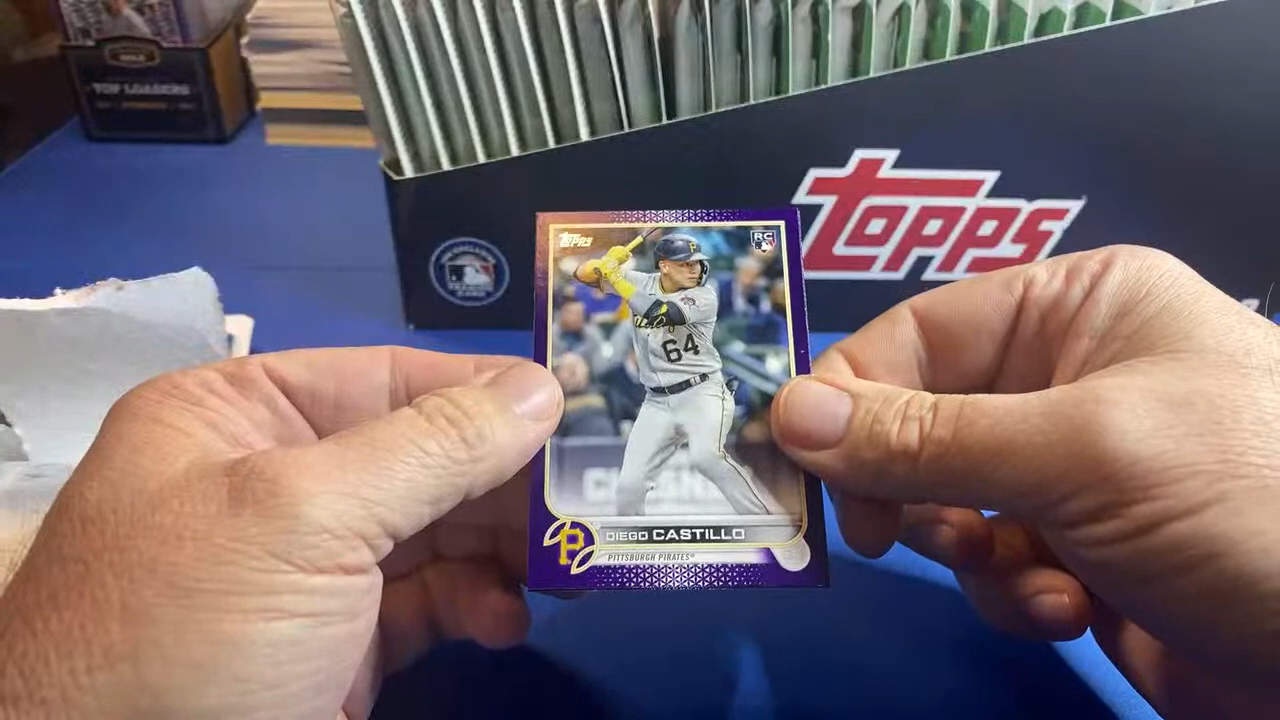 TOP LOADERS
TOPPS
TOPPS
RC
P
64
P
DIEGO CASTILLO
PITTSBURGH PIRATES®